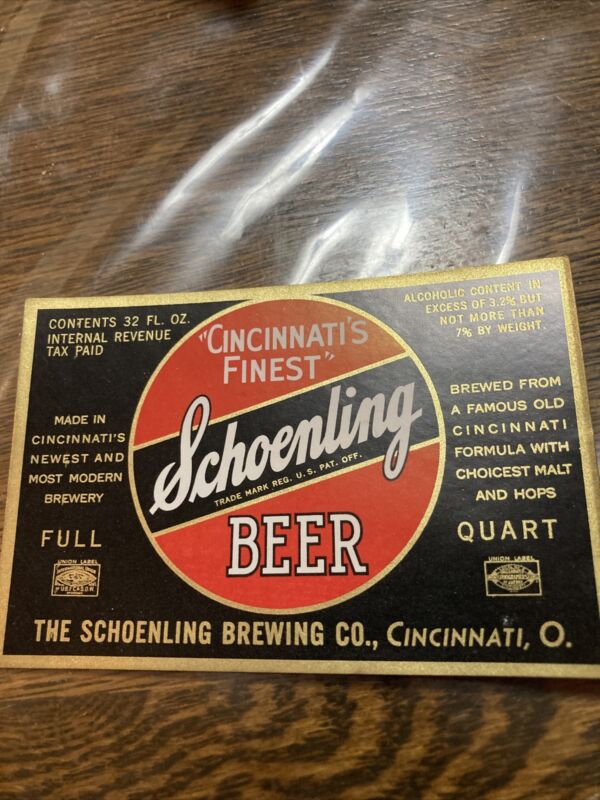 CONTENTS 32 FL. OZ.
INTERNAL REVENUE
TAX PAID
MADE IN
CINCINNATI'S
NEWEST AND
MOST MODERN
BREWERY
FULL
UNION LABEL
"CINCINNATI'S
FINEST"
Schoenling
TRADE MARK REG. U.S. PAT. OFF.
BEER
ALCOHOLIC CONTENT IN
EXCESS OF 3.2% BUT
NOT MORE THAN
7% BY WEIGHT.
BREWED FROM
A FAMOUS OLD
CINCINNATI
FORMULA WITH
CHOICEST MALT
AND HOPS
QUART
UNION LABEL
THE SCHOENLING BREWING CO., CINCINNATI, O.